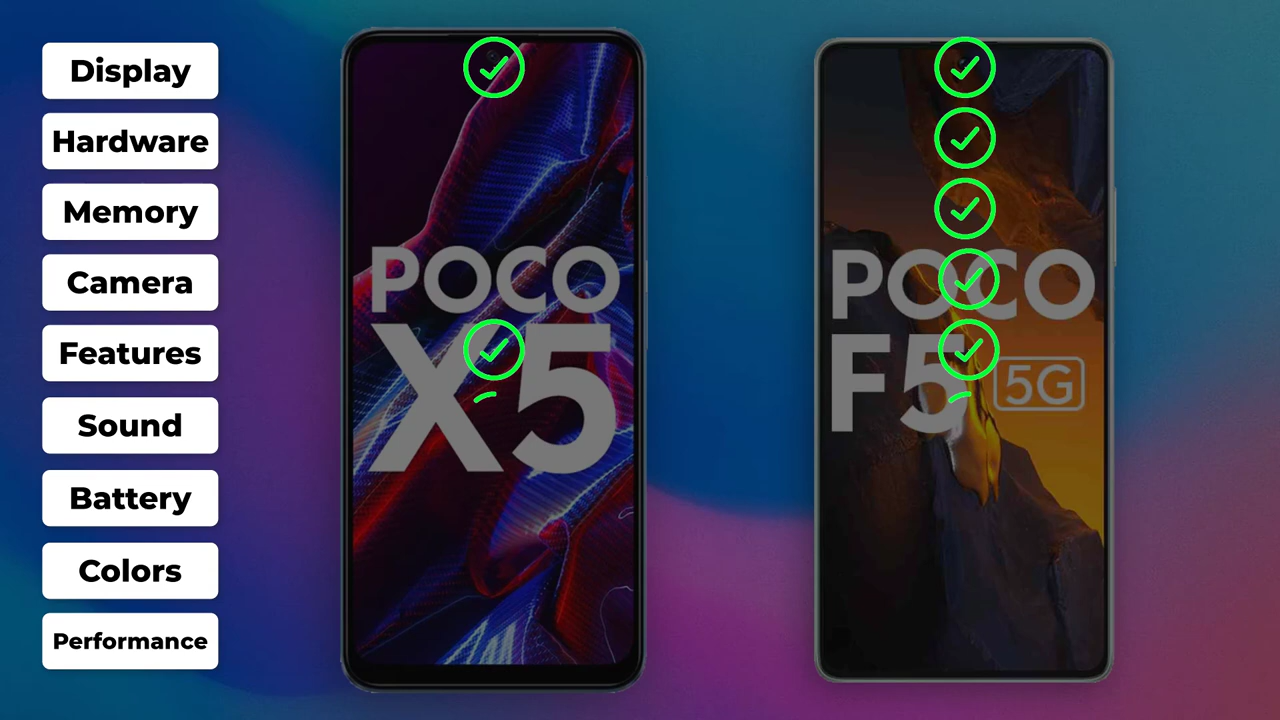 Display
Hardware
Memory
Camera
Features
Sound
Battery
Colors
Performance
POCO
X5
POCO
F5 5G